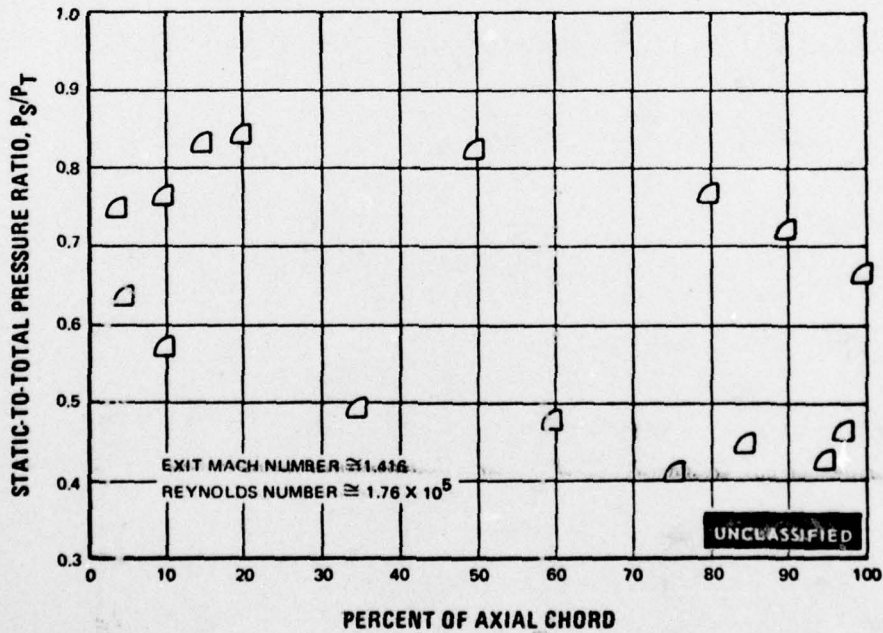 STATIC-TO-TOTAL PRESSURE RATIO, PS/PT
1.0
0.9
0.8
0.7
0.6
0.5
0.4
0.3
EXIT MACH NUMBER ≅ 1.416
REYNOLDS NUMBER ≅ 1.76 X 10⁵
UNCLASSIFIED
0 10 20 30 40 50 60 70 80 90 100
PERCENT OF AXIAL CHORD